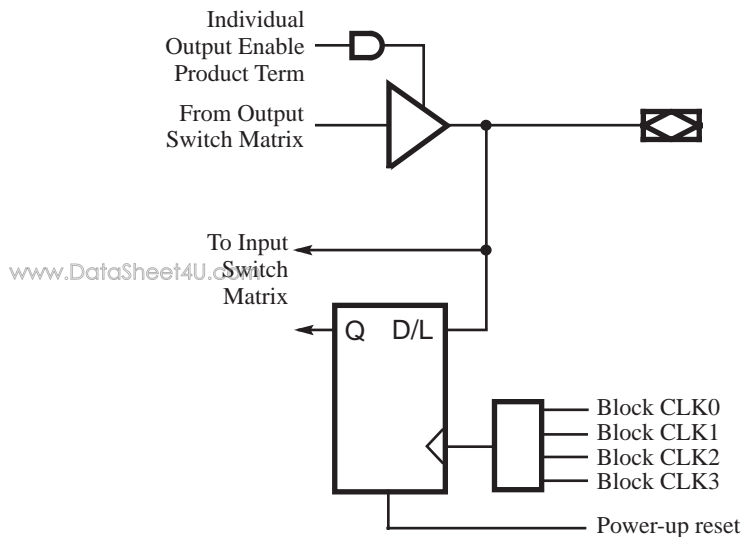 Individual
Output Enable
Product Term
From Output
Switch Matrix
To Input
Switch
Matrix
www.DataSheet4U.com
Q D/L
Block CLK0
Block CLK1
Block CLK2
Block CLK3
Power-up reset